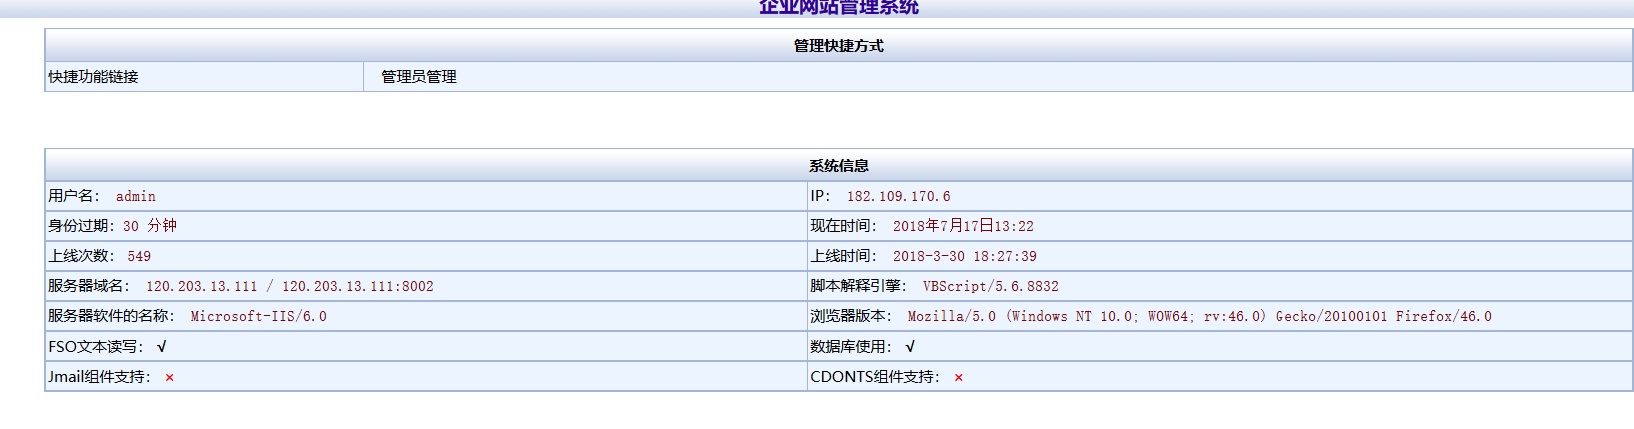 企业网站管理系统
管理快捷方式
快捷功能链接 管理员管理
系统信息
用户名： admin IP： 182.109.170.6
身份过期：30 分钟 现在时间： 2018年7月17日13:22
上线次数： 549 上线时间： 2018-3-30 18:27:39
服务器域名： 120.203.13.111 / 120.203.13.111:8002 脚本解释引擎： VBScript/5.6.8832
服务器软件的名称： Microsoft-IIS/6.0 浏览器版本： Mozilla/5.0 (Windows NT 10.0; WOW64; rv:46.0) Gecko/20100101 Firefox/46.0
FSO文本读写： √ 数据库使用： √
Jmail组件支持： × CDONTS组件支持： ×